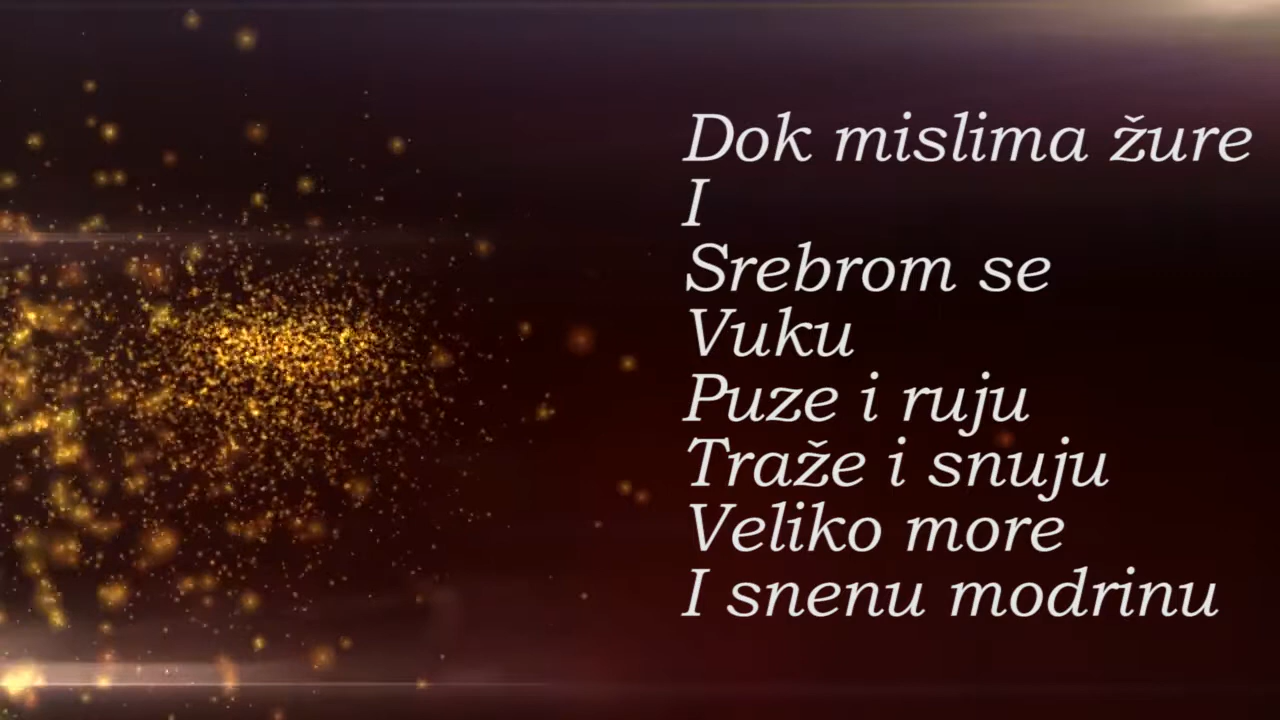 Dok mislima žure
I
Srebrom se
Vuku
Puze i ruju
Traže i snuju
Veliko more
I snenu modrinu